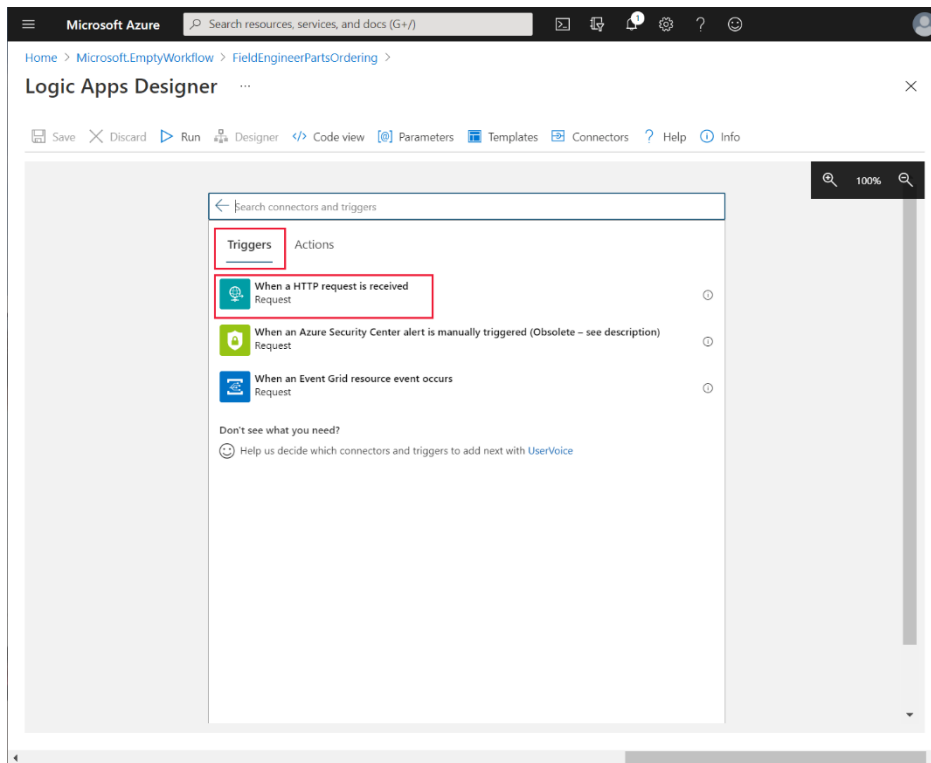 Microsoft Azure
Search resources, services, and docs (G+/)
1
Home > Microsoft.EmptyWorkflow > FieldEngineerPartsOrdering >
Logic Apps Designer ...
Save Discard Run Designer Code view Parameters Templates Connectors ? Help Info
100%
Search connectors and triggers
Triggers Actions
When a HTTP request is received
Request
When an Azure Security Center alert is manually triggered (Obsolete – see description)
Request
When an Event Grid resource event occurs
Request
Don't see what you need?
Help us decide which connectors and triggers to add next with UserVoice